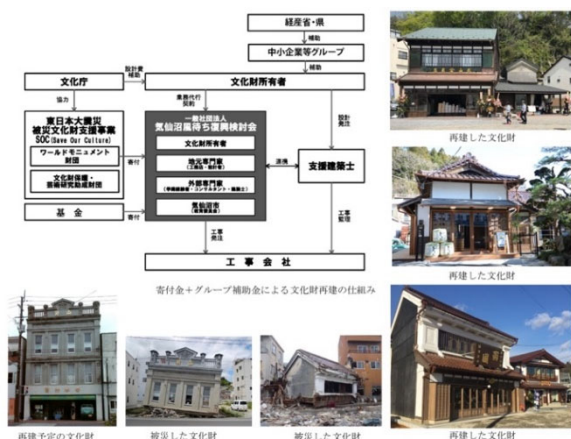 経産省・県
補助
中小企業等グループ
補助
文化庁
設計費
補助
文化財所有者
協力
業務代行
契約
設計
発注
東日本大震災
被災文化財支援事業
SOC(Save Our Culture)
ワールドモニュメント
財団
文化財保護・
芸術研究助成財団
寄付
一般社団法人
気仙沼風待ち復興検討会
文化財所有者
地元専門家
外部専門家
気仙沼市
連携
支援建築士
基金
寄付
工事
発注
工事
監理
工事会社
寄付金+グループ補助金による文化財再建の仕組み
再建した文化財
再建した文化財
再建した文化財
再建予定の文化財
被災した文化財
被災した文化財